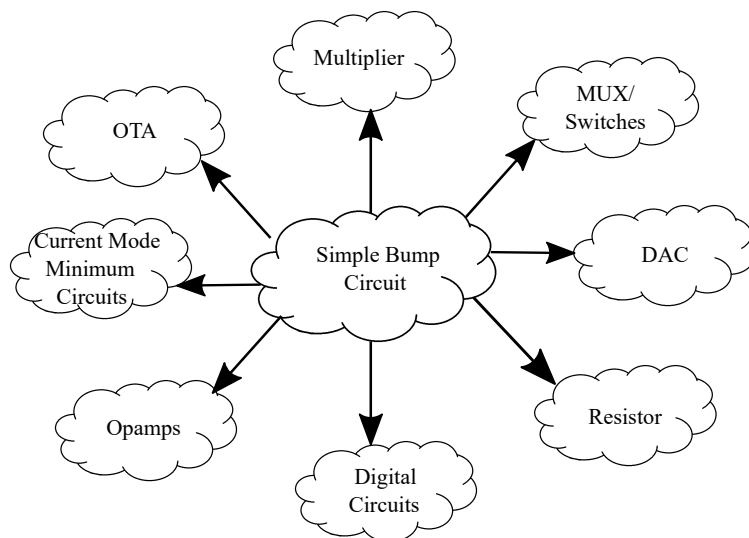 Multiplier
MUX/
Switches
OTA
Current Mode
Minimum
Circuits
Simple Bump
Circuit
DAC
Opamps
Resistor
Digital
Circuits